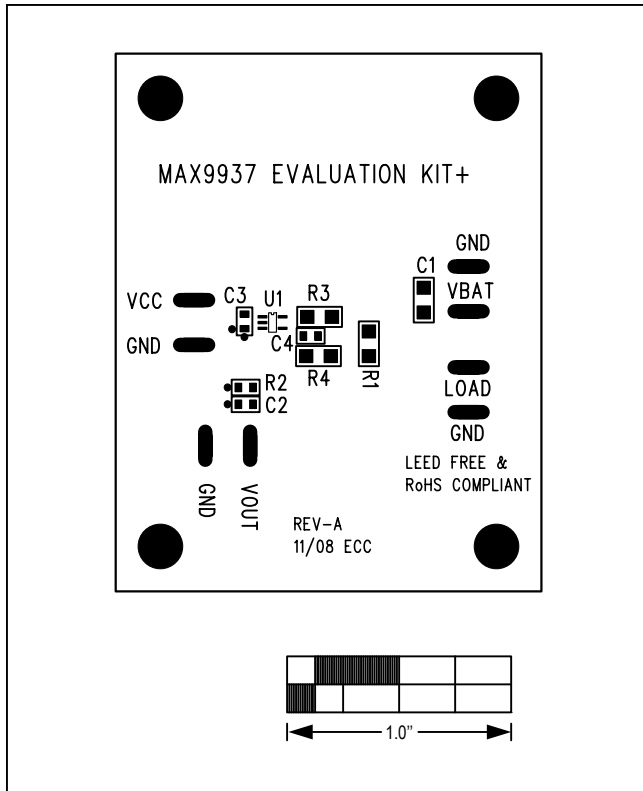 MAX9937 EVALUATION KIT+
GND
C1
VBAT
VCC
C3
U1
R3
GND
C4
R4
R1
LOAD
R2
C2
GND
GND
VOUT
LEED FREE &
RoHS COMPLIANT
REV-A
11/08 ECC
1.0”